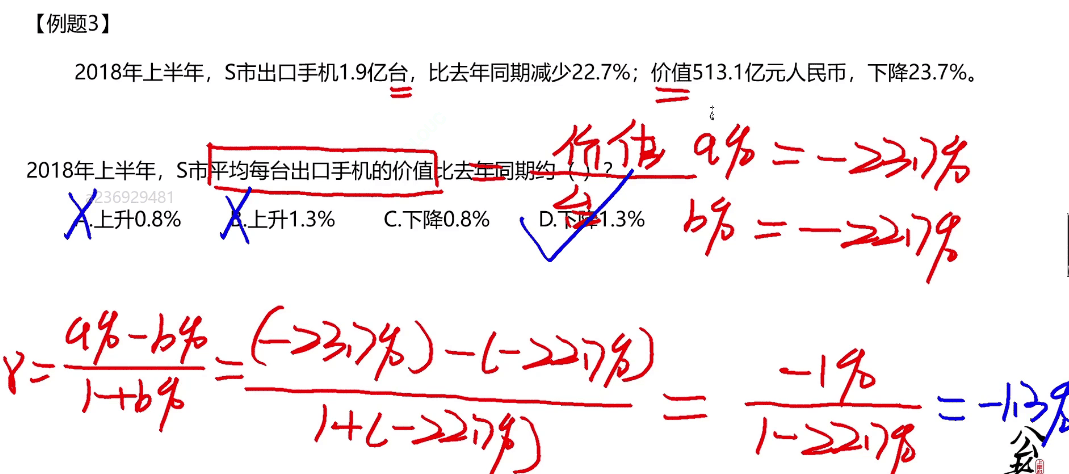 【例题3】
2018年上半年，S市出口手机1.9亿台，比去年同期减少22.7%；价值513.1亿元人民币，下降23.7%。
2018年上半年，S市平均每台出口手机的价值比去年同期约（ ）？
= 价值/台
a% = -23.7%
236929481
A.上升0.8% B.上升1.3% C.下降0.8% D.下降1.3%
b% = -22.7%
r = (a% - b%)/(1+b%) = ((-23.7%) - (-22.7%))/(1+(-22.7%)) = -1%/(1-22.7%) = -1.3%
公